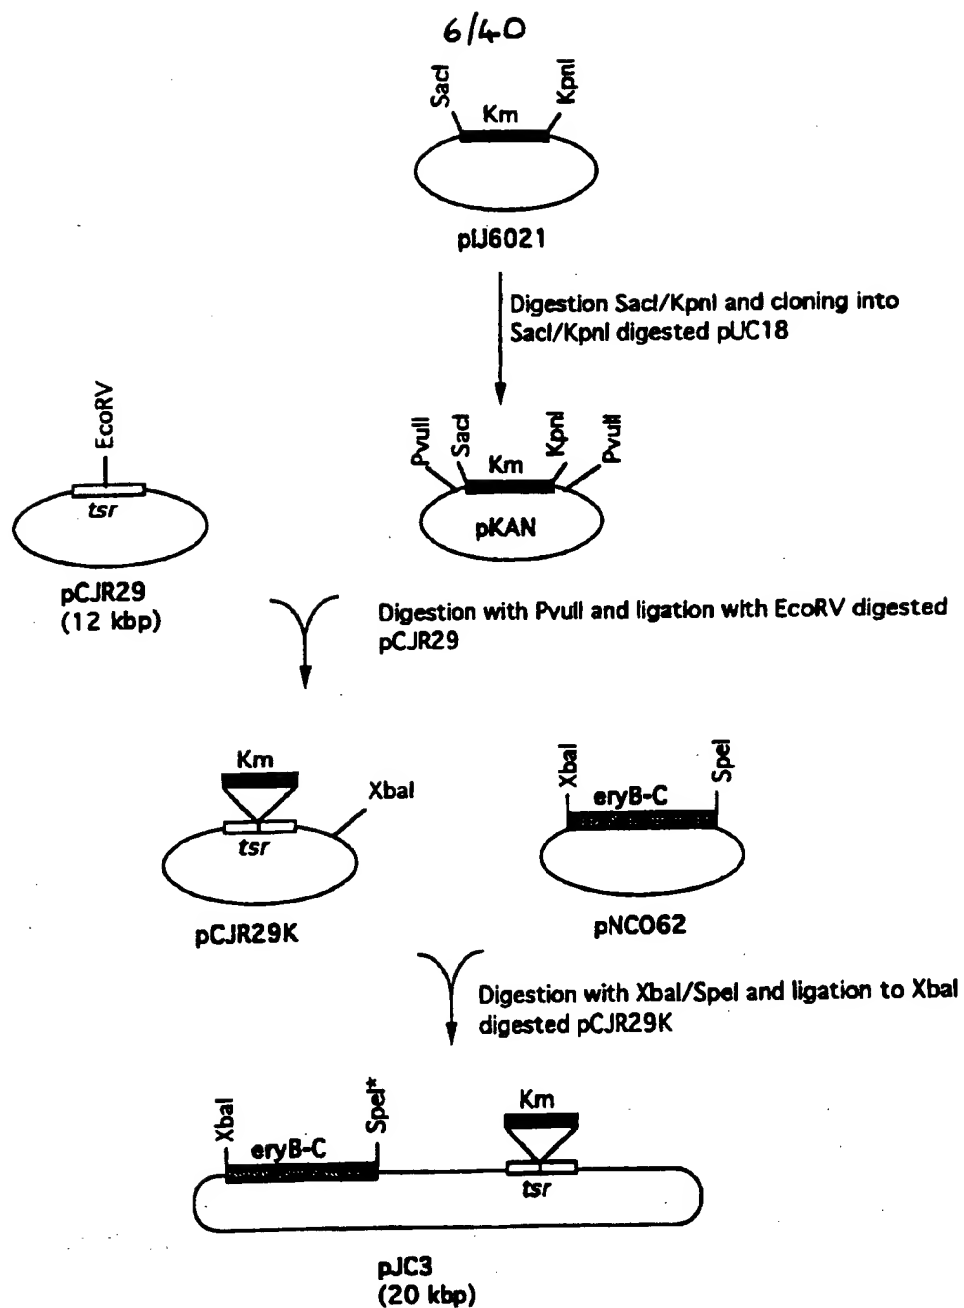 6/40
SacI
KpnI
Km
pIJ6021
Digestion SacI/KpnI and cloning into
SacI/KpnI digested pUC18
EcoRV
tsr
pCJR29
(12 kbp)
PvuII
SacI
KpnI
PvuII
Km
pKAN
Digestion with PvuII and ligation with EcoRV digested
pCJR29
Km
XbaI
tsr
pCJR29K
XbaI
SpeI
eryB-C
pNCO62
Digestion with XbaI/SpeI and ligation to XbaI
digested pCJR29K
XbaI
SpeI*
eryB-C
Km
tsr
pJC3
(20 kbp)